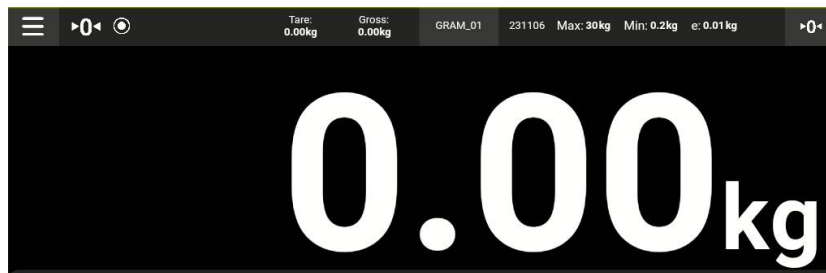 ▸0◂ Tare: 0.00kg Gross: 0.00kg GRAM_01 231106 Max: 30kg Min: 0.2kg e: 0.01kg ▸0◂
0.00kg